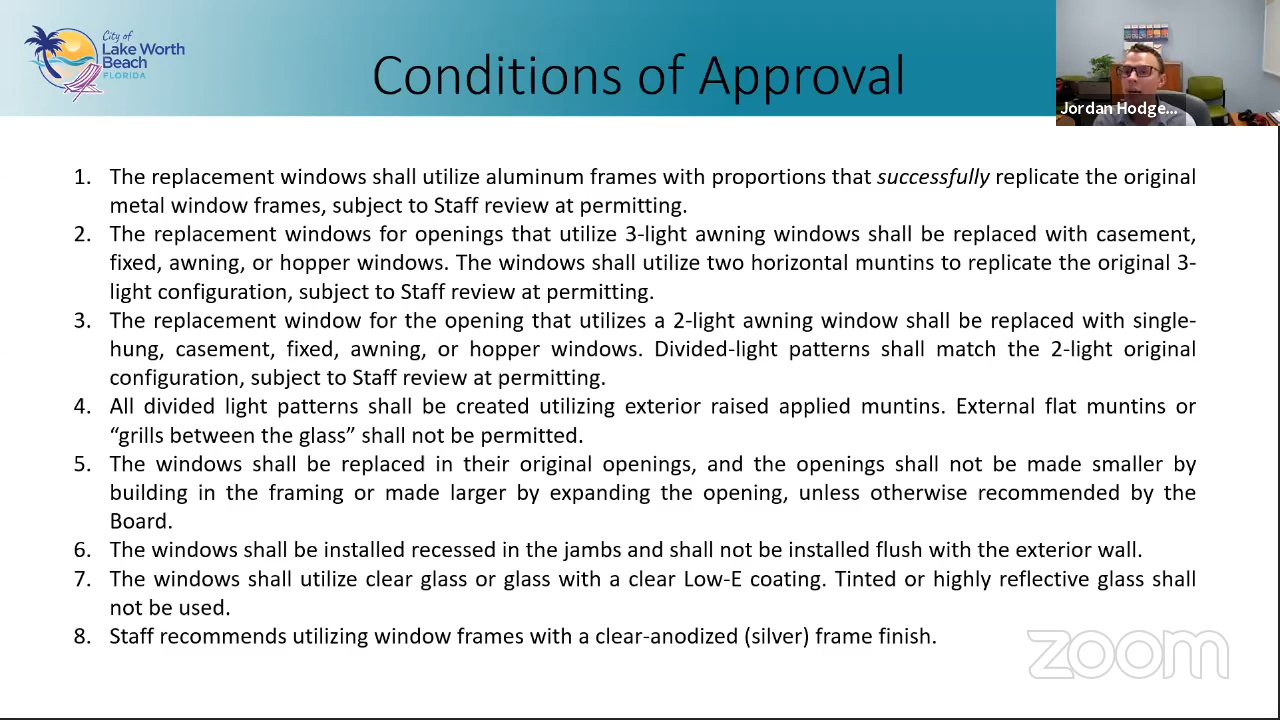 City of
Lake Worth
Beach
FLORIDA
Conditions of Approval
Jordan Hodge...
1. The replacement windows shall utilize aluminum frames with proportions that successfully replicate the original
metal window frames, subject to Staff review at permitting.
2. The replacement windows for openings that utilize 3-light awning windows shall be replaced with casement,
fixed, awning, or hopper windows. The windows shall utilize two horizontal muntins to replicate the original 3-
light configuration, subject to Staff review at permitting.
3. The replacement window for the opening that utilizes a 2-light awning window shall be replaced with single-
hung, casement, fixed, awning, or hopper windows. Divided-light patterns shall match the 2-light original
configuration, subject to Staff review at permitting.
4. All divided light patterns shall be created utilizing exterior raised applied muntins. External flat muntins or
“grills between the glass” shall not be permitted.
5. The windows shall be replaced in their original openings, and the openings shall not be made smaller by
building in the framing or made larger by expanding the opening, unless otherwise recommended by the
Board.
6. The windows shall be installed recessed in the jambs and shall not be installed flush with the exterior wall.
7. The windows shall utilize clear glass or glass with a clear Low-E coating. Tinted or highly reflective glass shall
not be used.
8. Staff recommends utilizing window frames with a clear-anodized (silver) frame finish.
zoom